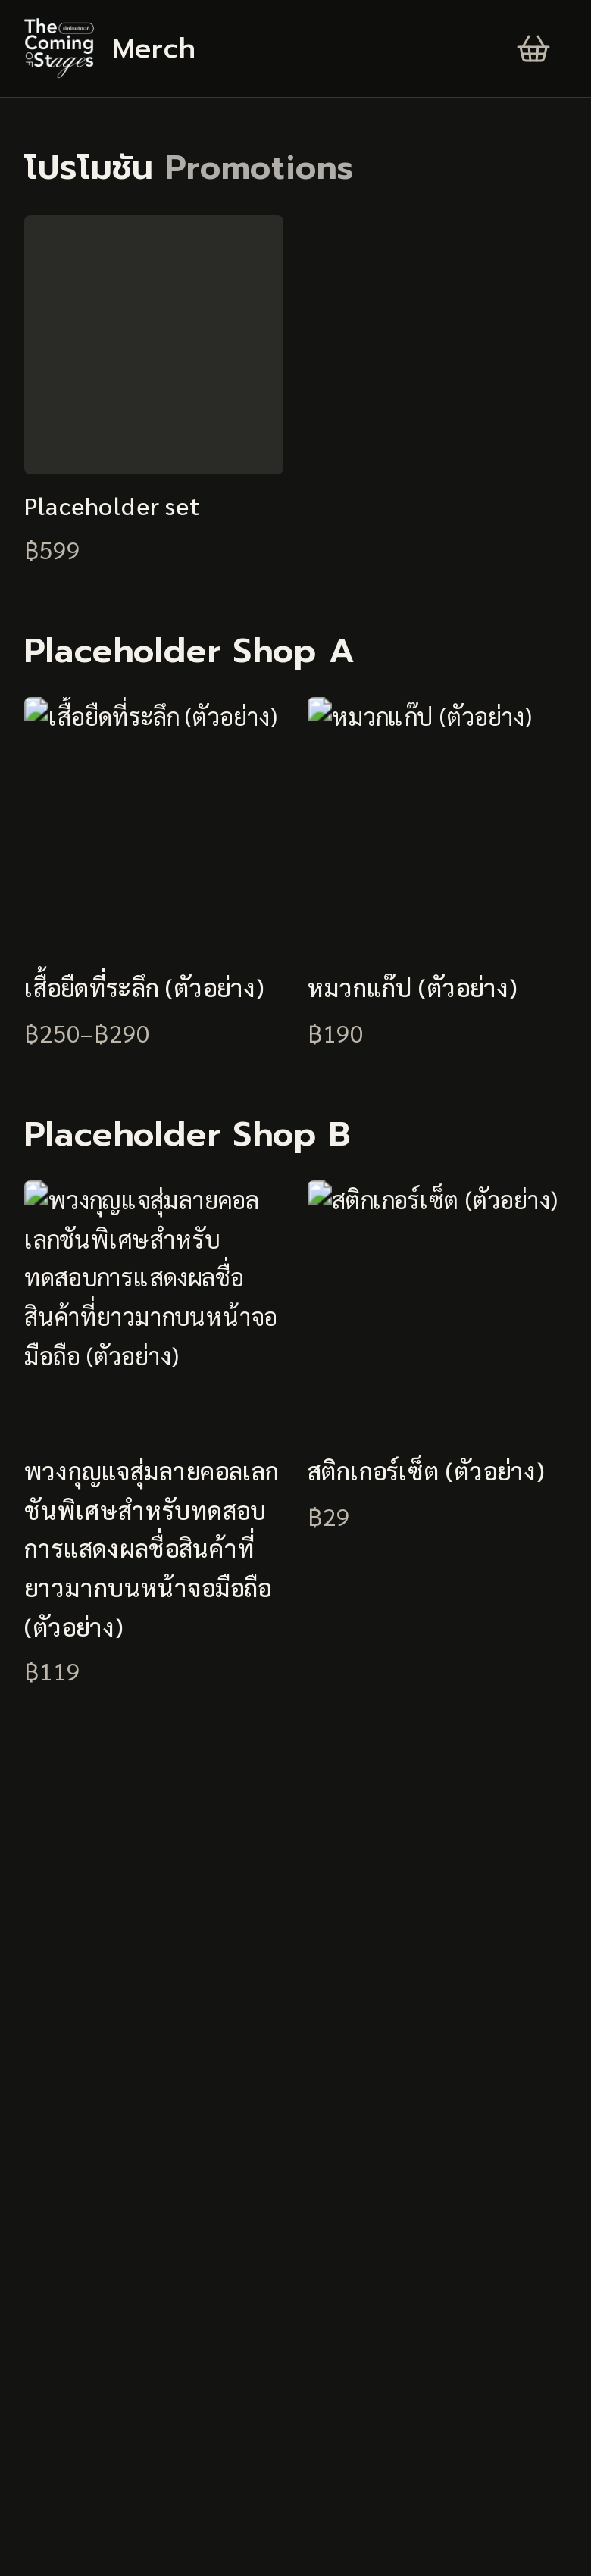 The
Coming
OF Stages
Merch
โปรโมชัน Promotions
Placeholder set
฿599
Placeholder Shop A
เสื้อยืดที่ระลึก (ตัวอย่าง)
หมวกแก๊ป (ตัวอย่าง)
เสื้อยืดที่ระลึก (ตัวอย่าง)
฿250–฿290
หมวกแก๊ป (ตัวอย่าง)
฿190
Placeholder Shop B
พวงกุญแจสุ่มลายคอล
เลกชันพิเศษสำหรับ
ทดสอบการแสดงผลชื่อ
สินค้าที่ยาวมากบนหน้าจอ
มือถือ (ตัวอย่าง)
สติกเกอร์เซ็ต (ตัวอย่าง)
พวงกุญแจสุ่มลายคอลเลก
ชันพิเศษสำหรับทดสอบ
การแสดงผลชื่อสินค้าที่
ยาวมากบนหน้าจอมือถือ
(ตัวอย่าง)
฿119
สติกเกอร์เซ็ต (ตัวอย่าง)
฿29